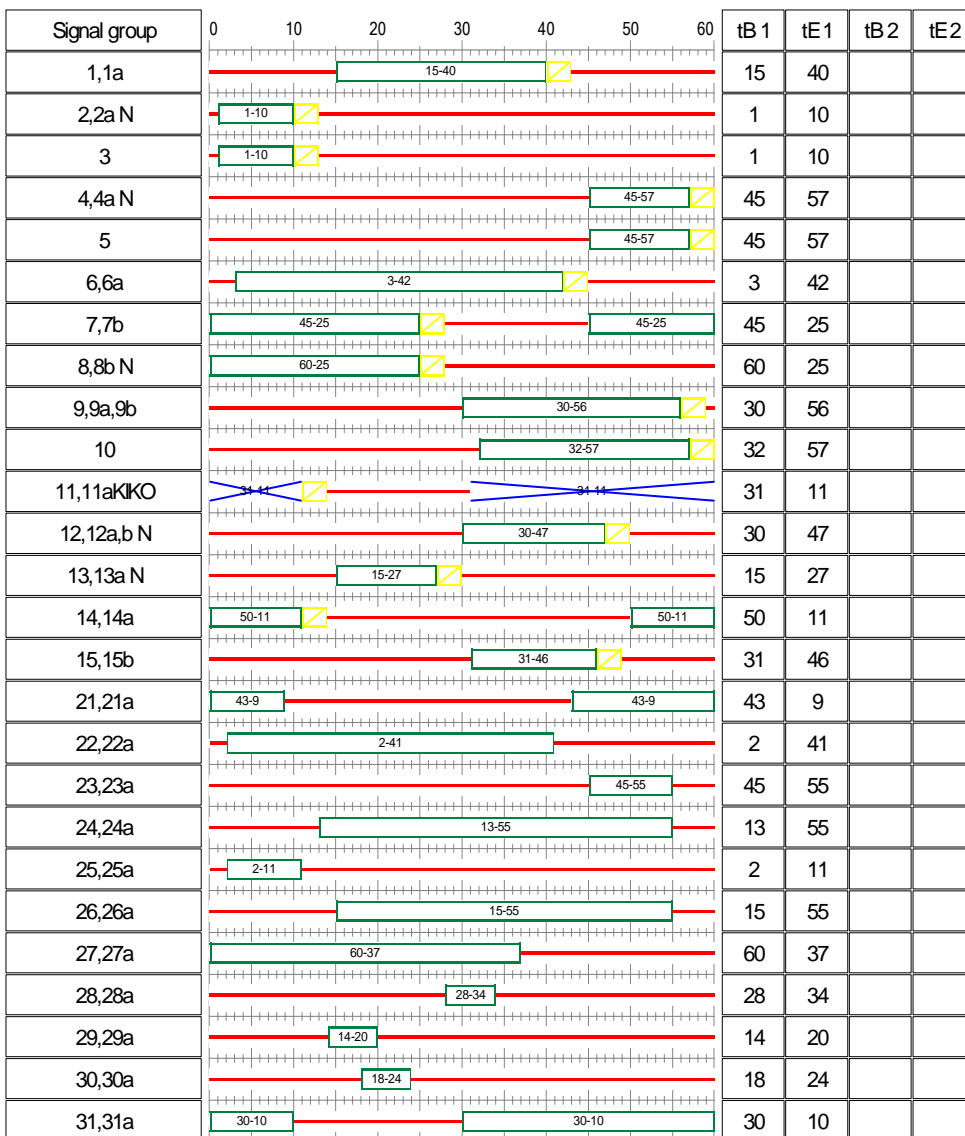 Signal group 0 10 20 30 40 50 60 tB 1 tE 1 tB 2 tE 2
1,1a 15-40 15 40
2,2a N 1-10 1 10
3 1-10 1 10
4,4a N 45-57 45 57
5 45-57 45 57
6,6a 3-42 3 42
7,7b 45-25 45-25 45 25
8,8b N 60-25 60 25
9,9a,9b 30-56 30 56
10 32-57 32 57
11,11aKIKO 31-11 31-11 31 11
12,12a,b N 30-47 30 47
13,13a N 15-27 15 27
14,14a 50-11 50-11 50 11
15,15b 31-46 31 46
21,21a 43-9 43-9 43 9
22,22a 2-41 2 41
23,23a 45-55 45 55
24,24a 13-55 13 55
25,25a 2-11 2 11
26,26a 15-55 15 55
27,27a 60-37 60 37
28,28a 28-34 28 34
29,29a 14-20 14 20
30,30a 18-24 18 24
31,31a 30-10 30-10 30 10